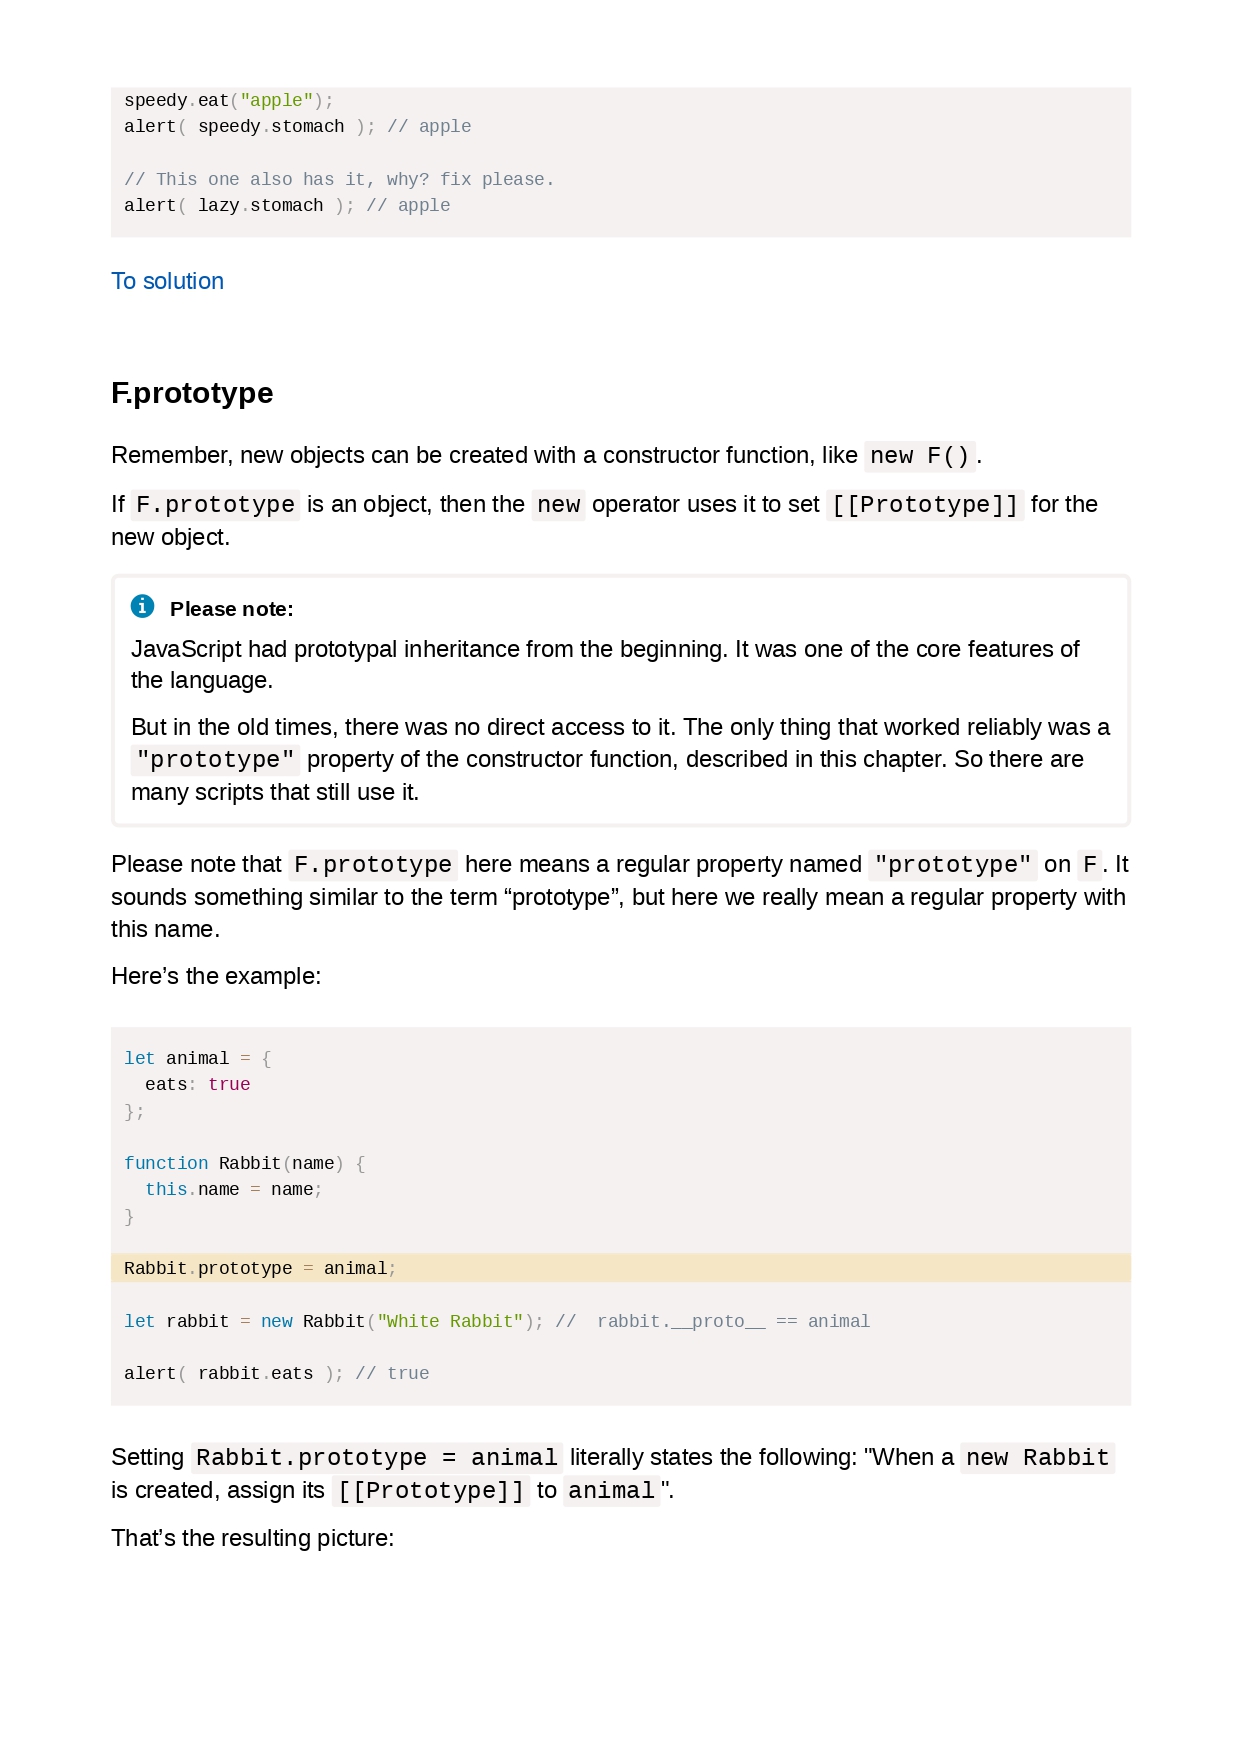 speedy.eat("apple");
alert( speedy.stomach ); // apple
// This one also has it, why? fix please.
alert( lazy.stomach ); // apple
To solution
F.prototype
Remember, new objects can be created with a constructor function, like new F().
If F.prototype is an object, then the new operator uses it to set [[Prototype]] for the
new object.
Please note:
JavaScript had prototypal inheritance from the beginning. It was one of the core features of
the language.
But in the old times, there was no direct access to it. The only thing that worked reliably was a
"prototype" property of the constructor function, described in this chapter. So there are
many scripts that still use it.
Please note that F.prototype here means a regular property named "prototype" on F. It
sounds something similar to the term “prototype”, but here we really mean a regular property with
this name.
Here’s the example:
let animal = {
  eats: true
};
function Rabbit(name) {
  this.name = name;
}
Rabbit.prototype = animal;
let rabbit = new Rabbit("White Rabbit"); //  rabbit.__proto__ == animal
alert( rabbit.eats ); // true
Setting Rabbit.prototype = animal literally states the following: "When a new Rabbit
is created, assign its [[Prototype]] to animal".
That’s the resulting picture: